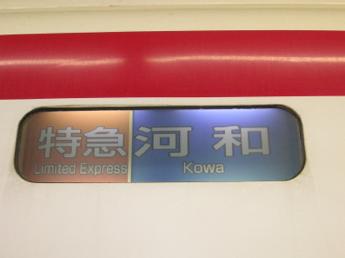 特急 河和
Limited Express Kowa